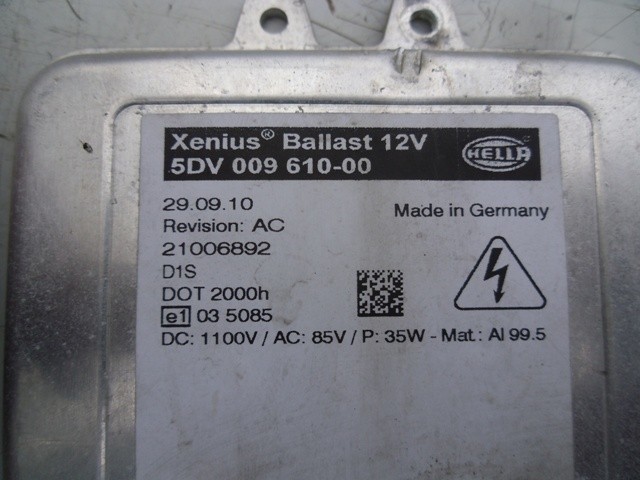 Xenius® Ballast 12V
5DV 009 610-00
HELLA
29.09.10
Made in Germany
Revision: AC
21006892
D1S
DOT 2000h
e1 03 5085
DC: 1100V / AC: 85V / P: 35W - Mat.: Al 99.5